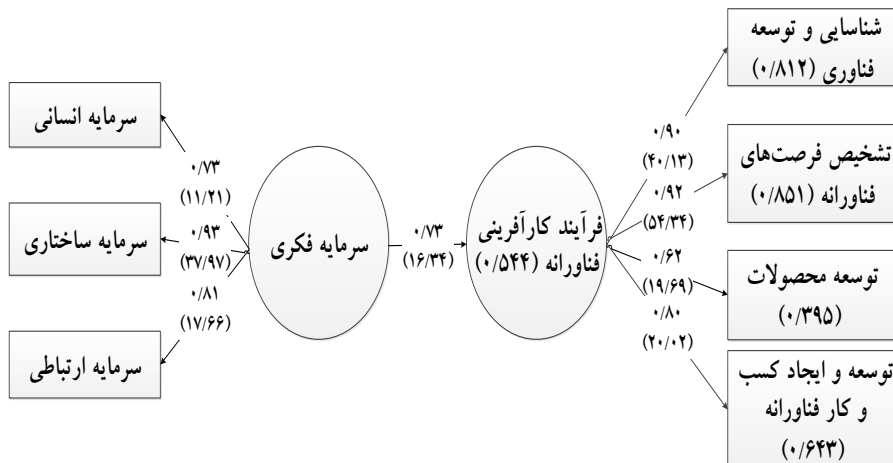 شناسایی و توسعه
فناوری (۰/۸۱۲)
تشخیص فرصت‌های
فناورانه (۰/۸۵۱)
توسعه محصولات
(۰/۳۹۵)
توسعه و ایجاد کسب
و کار فناورانه
(۰/۶۴۳)
۰/۹۰
(۴۰/۱۳)
۰/۹۲
(۵۴/۳۴)
۰/۶۲
(۱۹/۶۹)
۰/۸۰
(۲۰/۰۲)
فرآیند کارآفرینی
فناورانه (۰/۵۴۴)
۰/۷۳
(۱۶/۳۴)
سرمایه فکری
۰/۷۳
(۱۱/۲۱)
۰/۹۳
(۳۷/۹۷)
۰/۸۱
(۱۷/۶۶)
سرمایه انسانی
سرمایه ساختاری
سرمایه ارتباطی